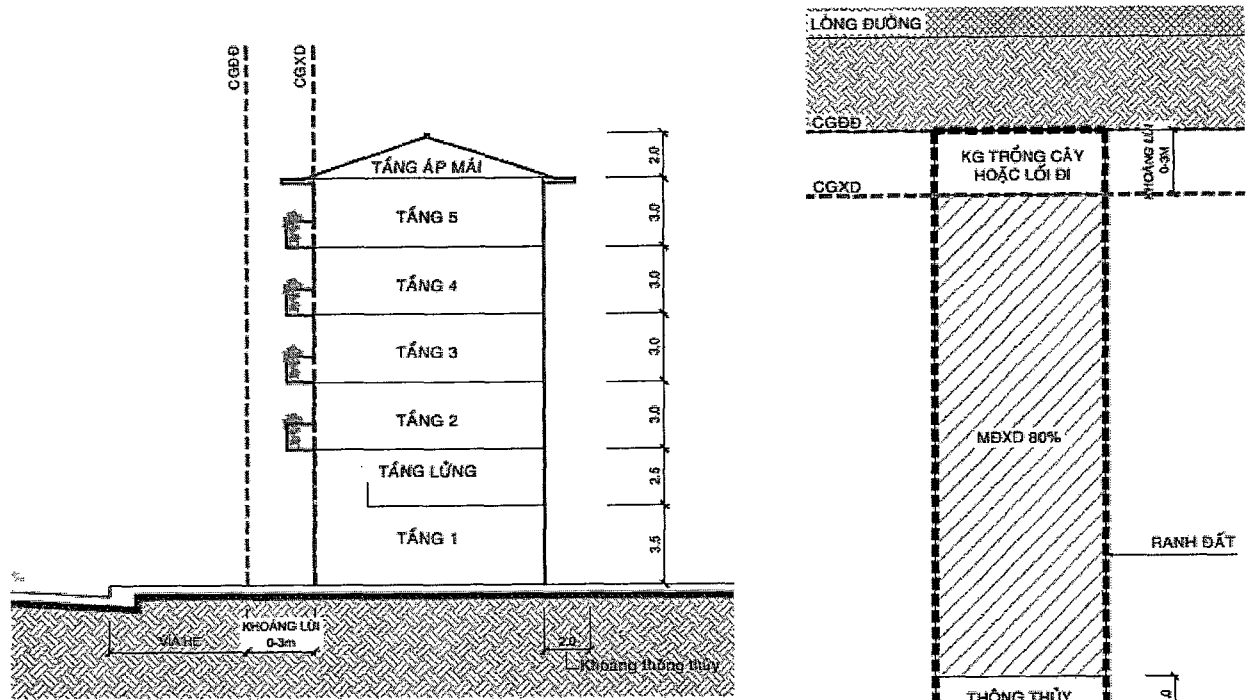 CGĐĐ
CGXD
TẦNG ÁP MÁI
TẦNG 5
TẦNG 4
TẦNG 3
TẦNG 2
TẦNG LỬNG
TẦNG 1
2.0
3.0
3.0
3.0
3.0
2.5
3.5
VỈA HÈ
KHOẢNG LÙI
0-3m
2.0
Khoảng thông thủy
LÒNG ĐƯỜNG
CGĐĐ
KG TRỒNG CÂY
HOẶC LỐI ĐI
KHOẢNG LÙI
0-3M
CGXD
MĐXD 80%
RANH ĐẤT
THÔNG THỦY